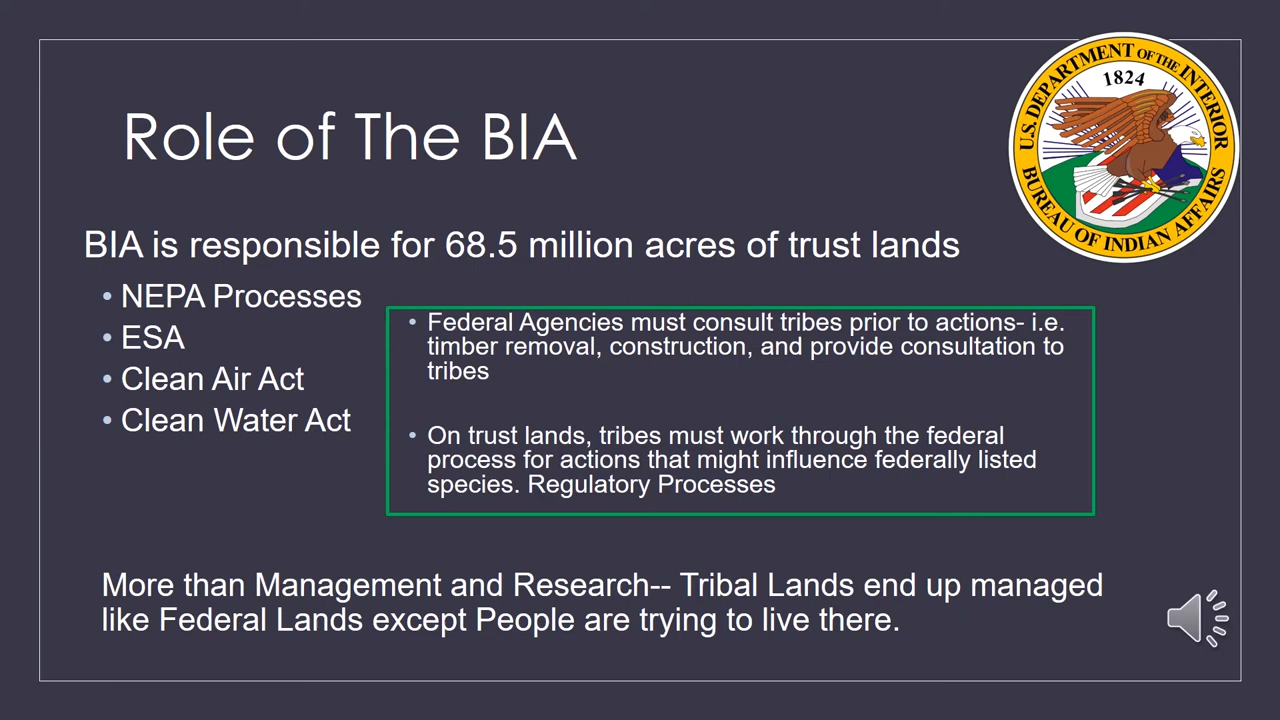 U.S. DEPARTMENT OF THE INTERIOR
1824
BUREAU OF INDIAN AFFAIRS
Role of The BIA
BIA is responsible for 68.5 million acres of trust lands
• NEPA Processes
• ESA
• Clean Air Act
• Clean Water Act
• Federal Agencies must consult tribes prior to actions- i.e.
timber removal, construction, and provide consultation to
tribes
• On trust lands, tribes must work through the federal
process for actions that might influence federally listed
species. Regulatory Processes
More than Management and Research-- Tribal Lands end up managed
like Federal Lands except People are trying to live there.